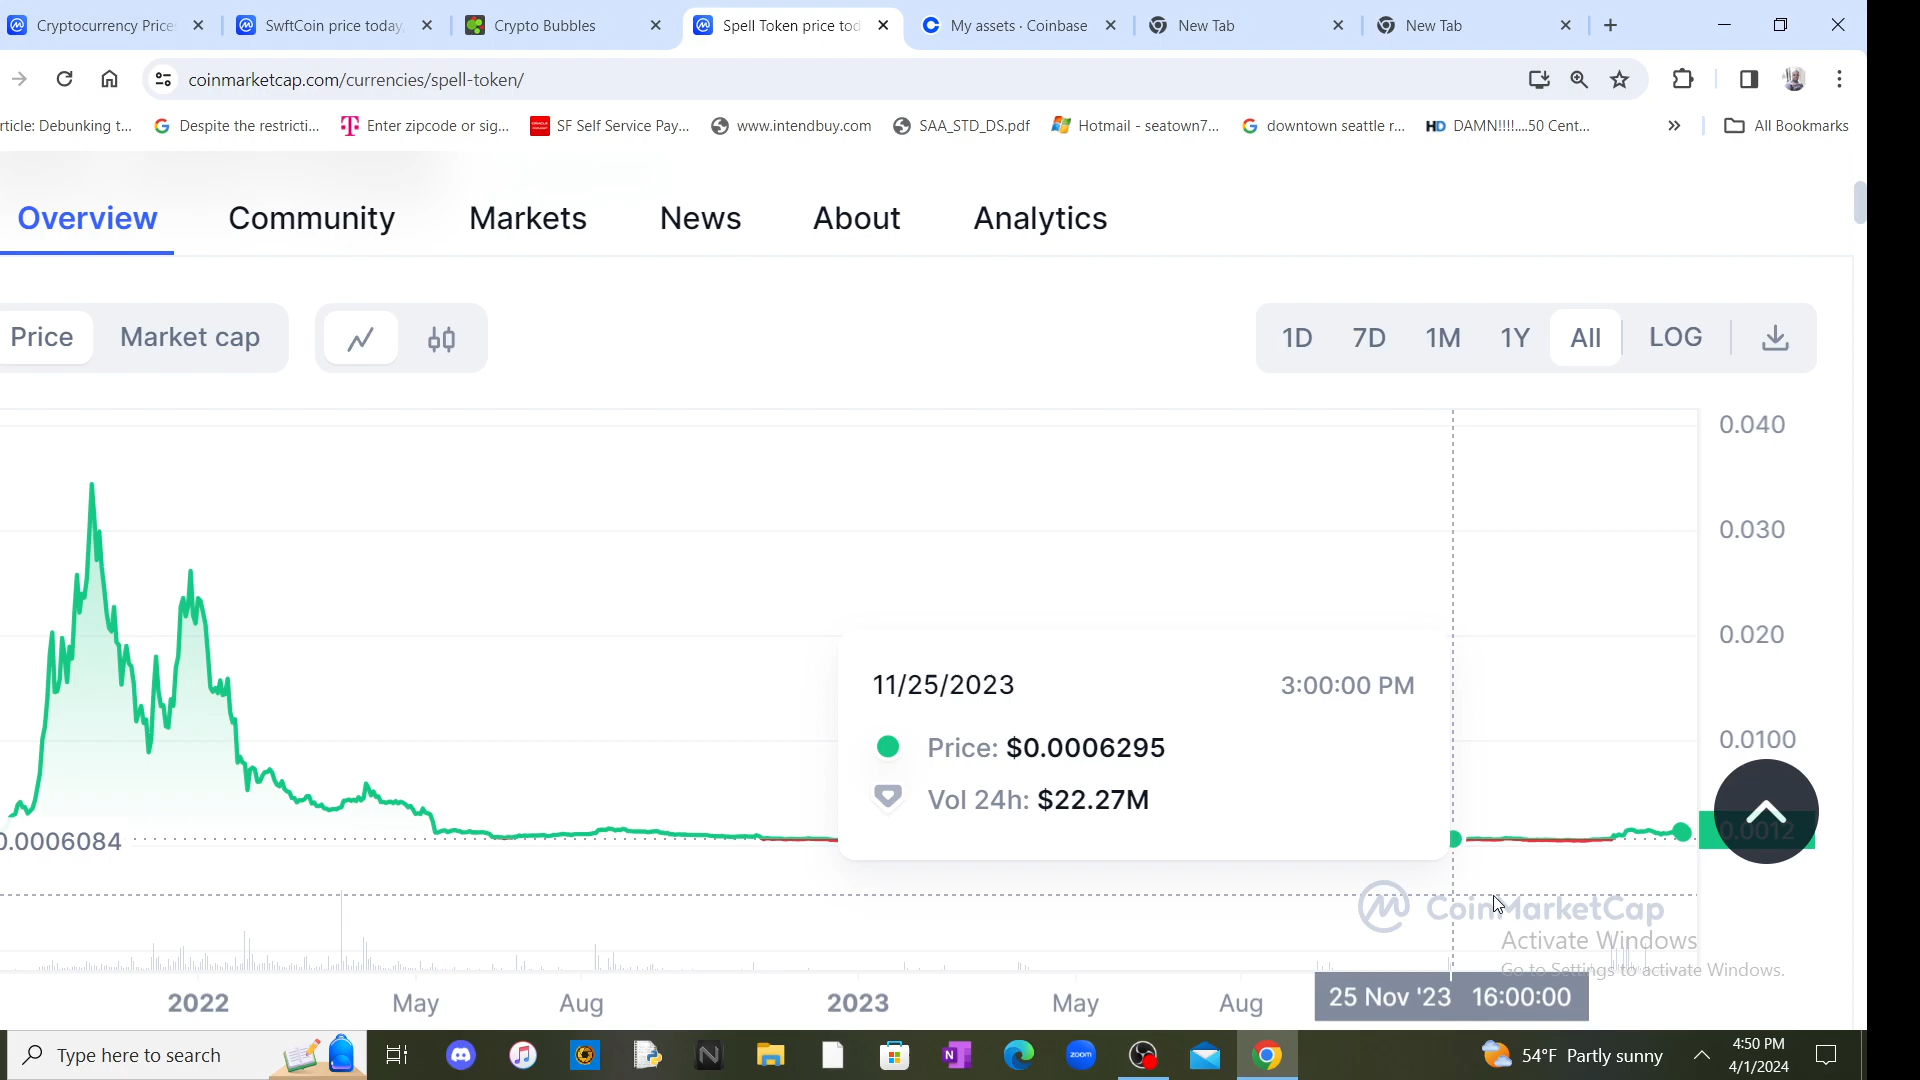 Cryptocurrency Price
SwftCoin price today
Crypto Bubbles
Spell Token price tod
My assets · Coinbase
New Tab
New Tab
coinmarketcap.com/currencies/spell-token/
rticle: Debunking t...
Despite the restricti...
Enter zipcode or sig...
SF Self Service Pay...
www.intendbuy.com
SAA_STD_DS.pdf
Hotmail - seatown7...
downtown seattle r...
HD DAMN!!!!....50 Cent...
»
All Bookmarks
Overview
Community
Markets
News
About
Analytics
Price
Market cap
1D
7D
1M
1Y
All
LOG
0.040
0.030
0.020
0.0100
0.0012
11/25/2023
3:00:00 PM
Price: $0.0006295
Vol 24h: $22.27M
0.0006084
CoinMarketCap
Activate Windows
Go to Settings to activate Windows.
2022
May
Aug
2023
May
Aug
25 Nov '23 16:00:00
Type here to search
zoom
54°F Partly sunny
4:50 PM
4/1/2024